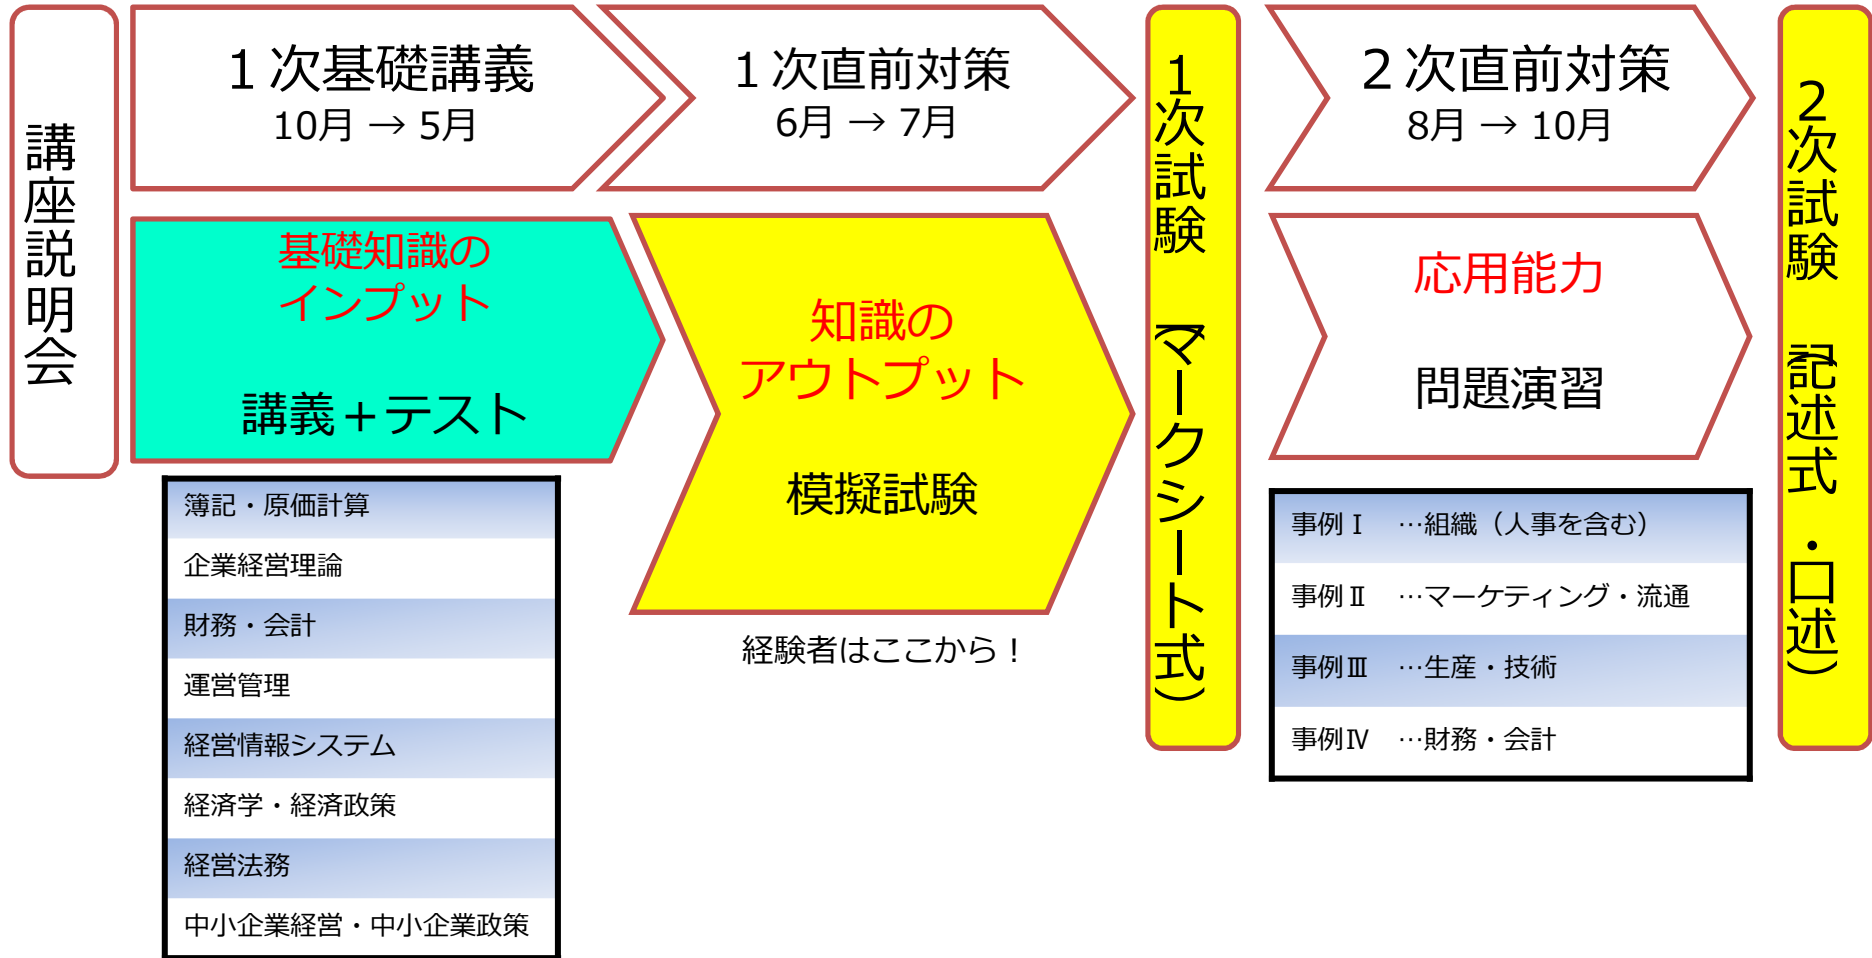 講座説明会
１次基礎講義
10月 → 5月
１次直前対策
6月 → 7月
１次試験　（マークシート式）
２次直前対策
8月 → 10月
２次試験　（記述式・口述）
基礎知識の
インプット
講義＋テスト
知識の
アウトプット
模擬試験
経験者はここから！
応用能力
問題演習
簿記・原価計算
企業経営理論
財務・会計
運営管理
経営情報システム
経済学・経済政策
経営法務
中小企業経営・中小企業政策
事例Ⅰ　…組織（人事を含む）
事例Ⅱ　…マーケティング・流通
事例Ⅲ　…生産・技術
事例Ⅳ　…財務・会計